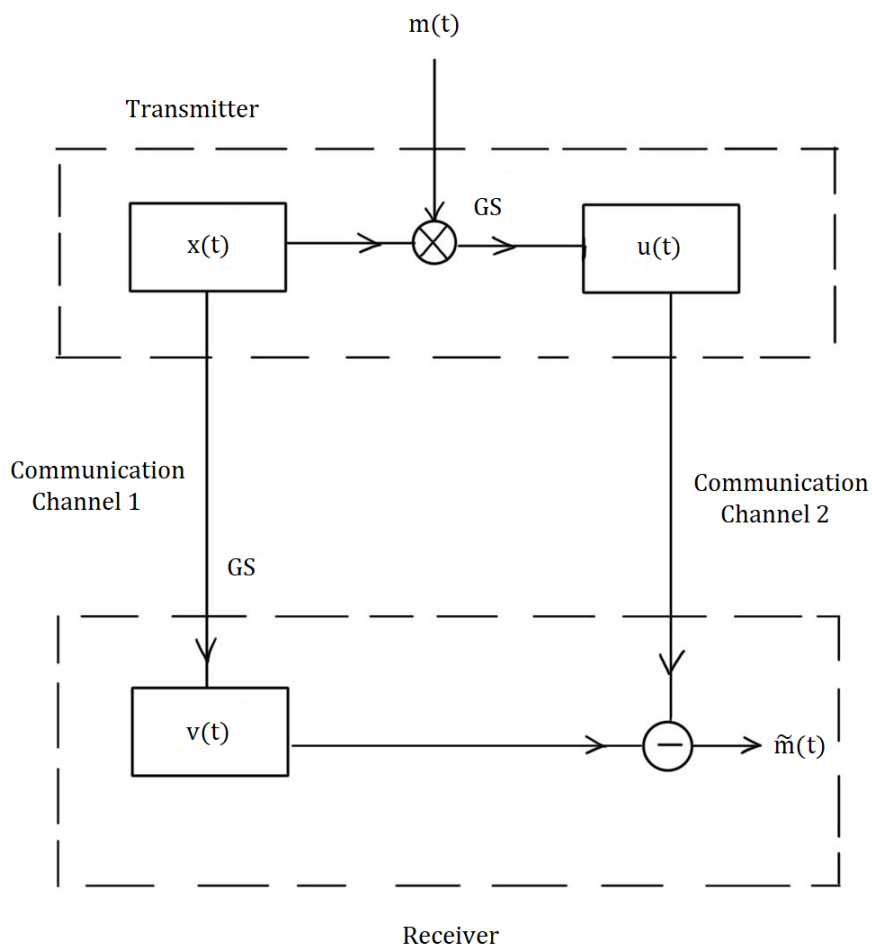 m(t)
Transmitter
GS
x(t)
u(t)
Communication
Channel 1
Communication
Channel 2
GS
v(t)
m̃(t)
Receiver